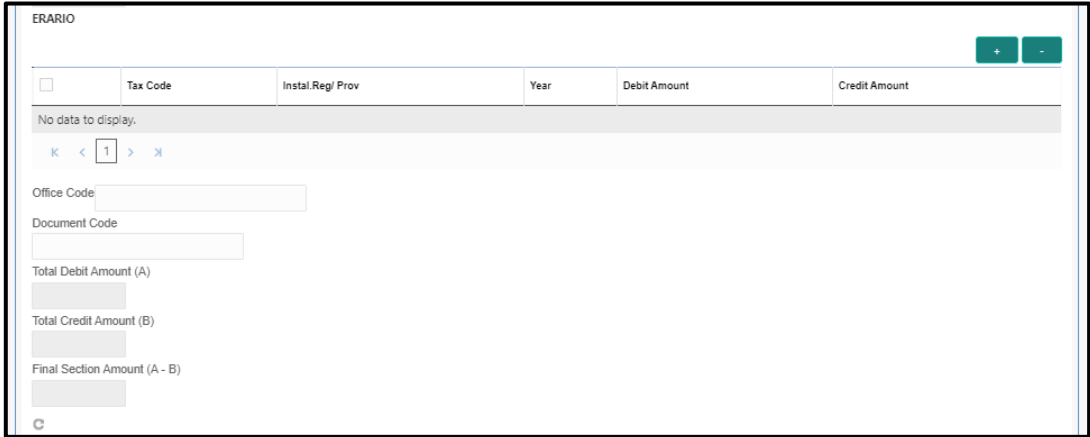 ERARIO
+ -
Tax Code Instal.Reg/ Prov Year Debit Amount Credit Amount
No data to display.
1
Office Code
Document Code
Total Debit Amount (A)
Total Credit Amount (B)
Final Section Amount (A - B)